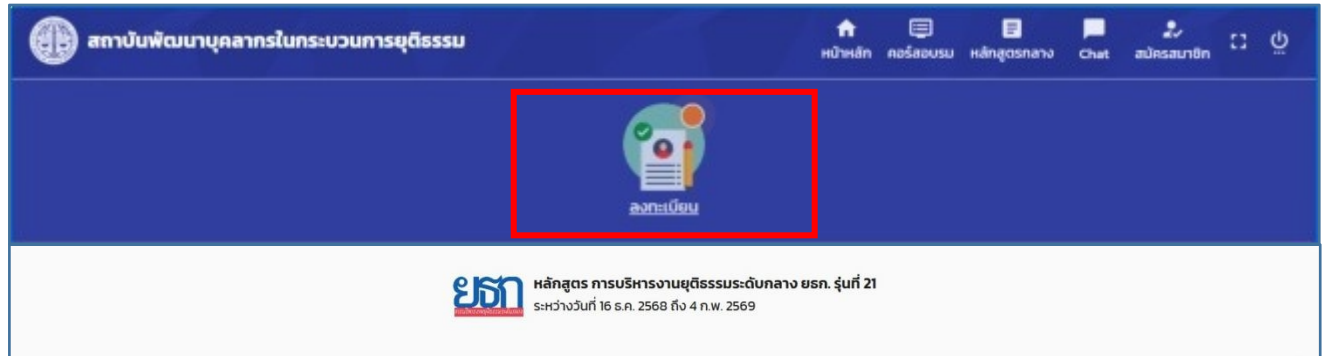 สถาบันพัฒนาบุคลากรในกระบวนการยุติธรรม
หน้าหลัก คอร์สอบรม หลักสูตรกลาง Chat สมัครสมาชิก
ลงทะเบียน
ยธก หลักสูตร การบริหารงานยุติธรรมระดับกลาง ยธก. รุ่นที่ 21
ระหว่างวันที่ 16 ธ.ค. 2568 ถึง 4 ก.พ. 2569